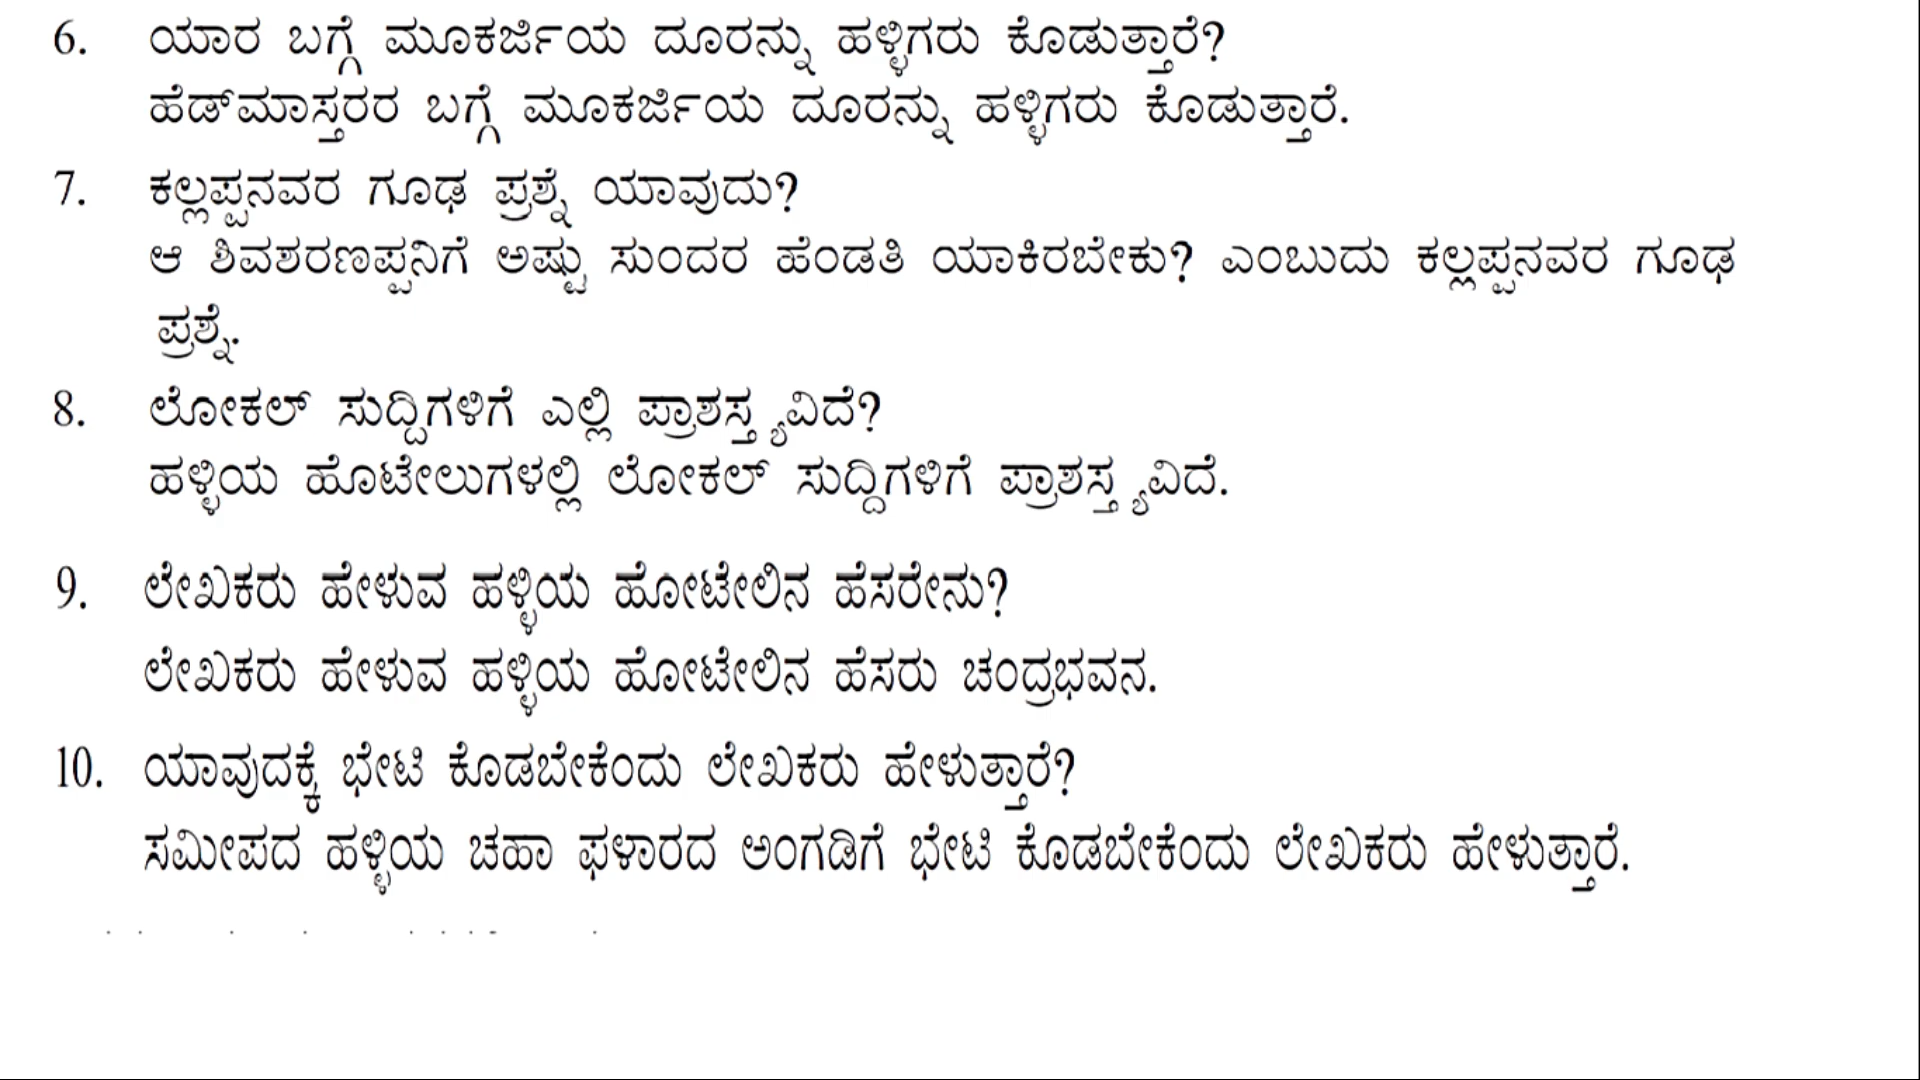 6. ಯಾರ ಬಗ್ಗೆ ಮೂಕರ್ಜಿಯ ದೂರನ್ನು ಹಳ್ಳಿಗರು ಕೊಡುತ್ತಾರೆ?
ಹೆಡ್‌ಮಾಸ್ತರರ ಬಗ್ಗೆ ಮೂಕರ್ಜಿಯ ದೂರನ್ನು ಹಳ್ಳಿಗರು ಕೊಡುತ್ತಾರೆ.
7. ಕಲ್ಲಪ್ಪನವರ ಗೂಢ ಪ್ರಶ್ನೆ ಯಾವುದು?
ಆ ಶಿವಶರಣಪ್ಪನಿಗೆ ಅಷ್ಟು ಸುಂದರ ಹೆಂಡತಿ ಯಾಕಿರಬೇಕು? ಎಂಬುದು ಕಲ್ಲಪ್ಪನವರ ಗೂಢ
ಪ್ರಶ್ನೆ.
8. ಲೋಕಲ್ ಸುದ್ದಿಗಳಿಗೆ ಎಲ್ಲಿ ಪ್ರಾಶಸ್ತ್ಯವಿದೆ?
ಹಳ್ಳಿಯ ಹೊಟೇಲುಗಳಲ್ಲಿ ಲೋಕಲ್ ಸುದ್ದಿಗಳಿಗೆ ಪ್ರಾಶಸ್ತ್ಯವಿದೆ.
9. ಲೇಖಕರು ಹೇಳುವ ಹಳ್ಳಿಯ ಹೋಟೇಲಿನ ಹೆಸರೇನು?
ಲೇಖಕರು ಹೇಳುವ ಹಳ್ಳಿಯ ಹೋಟೇಲಿನ ಹೆಸರು ಚಂದ್ರಭವನ.
10. ಯಾವುದಕ್ಕೆ ಭೇಟಿ ಕೊಡಬೇಕೆಂದು ಲೇಖಕರು ಹೇಳುತ್ತಾರೆ?
ಸಮೀಪದ ಹಳ್ಳಿಯ ಚಹಾ ಫಳಾರದ ಅಂಗಡಿಗೆ ಭೇಟಿ ಕೊಡಬೇಕೆಂದು ಲೇಖಕರು ಹೇಳುತ್ತಾರೆ.